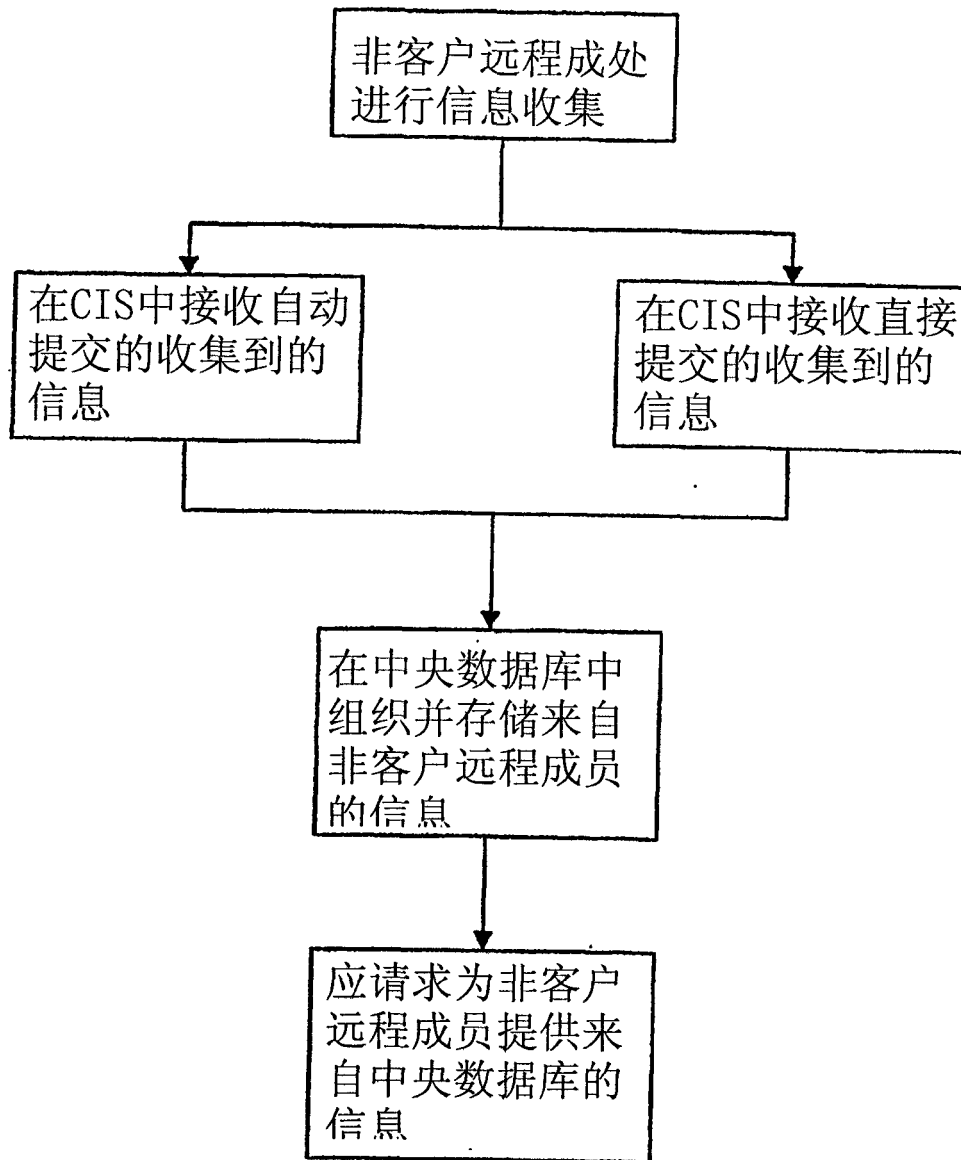 非客户远程成处
进行信息收集
在CIS中接收自动
提交的收集到的
信息
在CIS中接收直接
提交的收集到的
信息
在中央数据库中
组织并存储来自
非客户远程成员
的信息
应请求为非客户
远程成员提供来
自中央数据库的
信息